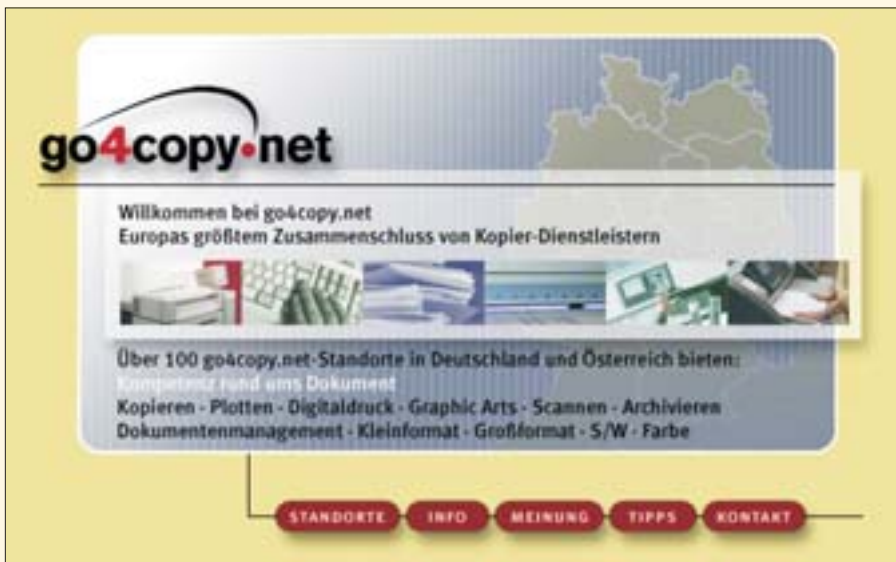 go4copy.net
Willkommen bei go4copy.net
Europas größtem Zusammenschluss von Kopier-Dienstleistern
Über 100 go4copy.net-Standorte in Deutschland und Österreich bieten:
Kompetenz rund ums Dokument
Kopieren - Plotten - Digitaldruck - Graphic Arts - Scannen - Archivieren
Dokumentenmanagement - Kleinformat - Großformat - S/W - Farbe
STANDORTE INFO MEINUNG TIPPS KONTAKT